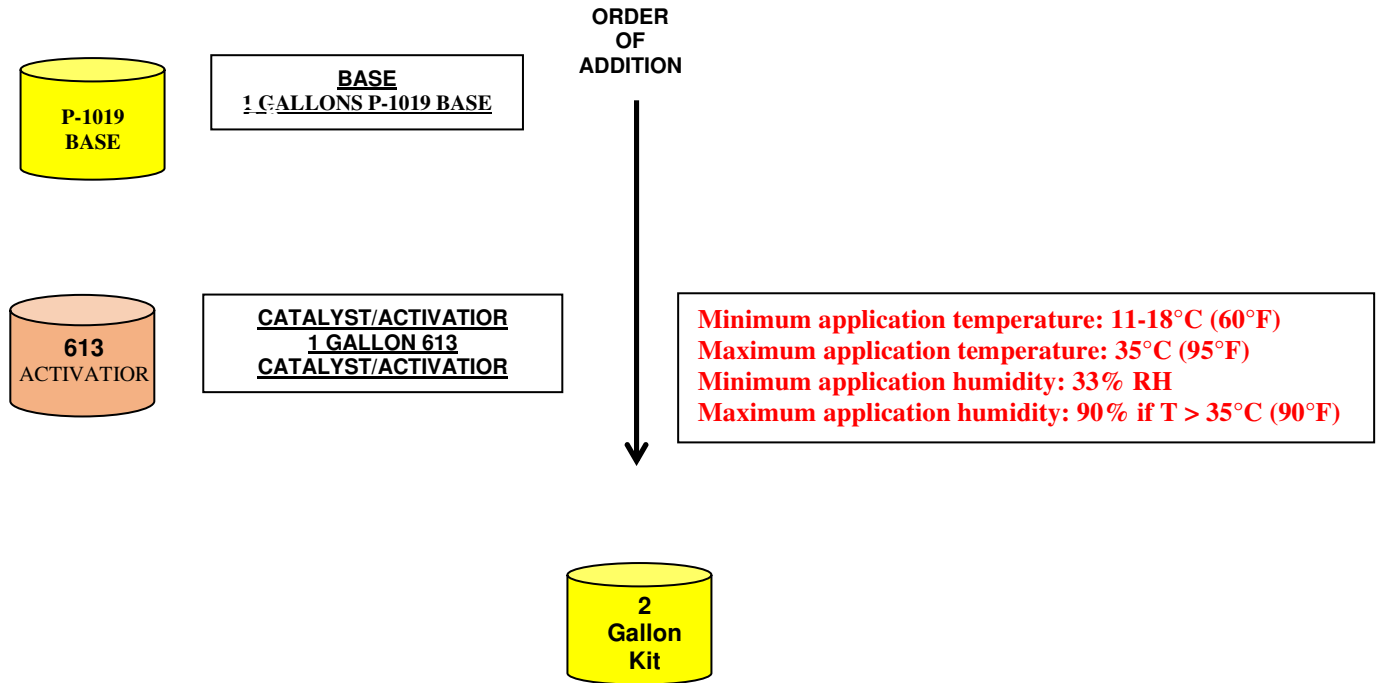 ORDER
OF
ADDITION
P-1019
BASE
BASE
1 GALLONS P-1019 BASE
613
ACTIVATIOR
CATALYST/ACTIVATIOR
1 GALLON 613
CATALYST/ACTIVATIOR
Minimum application temperature: 11-18°C (60°F)
Maximum application temperature: 35°C (95°F)
Minimum application humidity: 33% RH
Maximum application humidity: 90% if T > 35°C (90°F)
2
Gallon
Kit